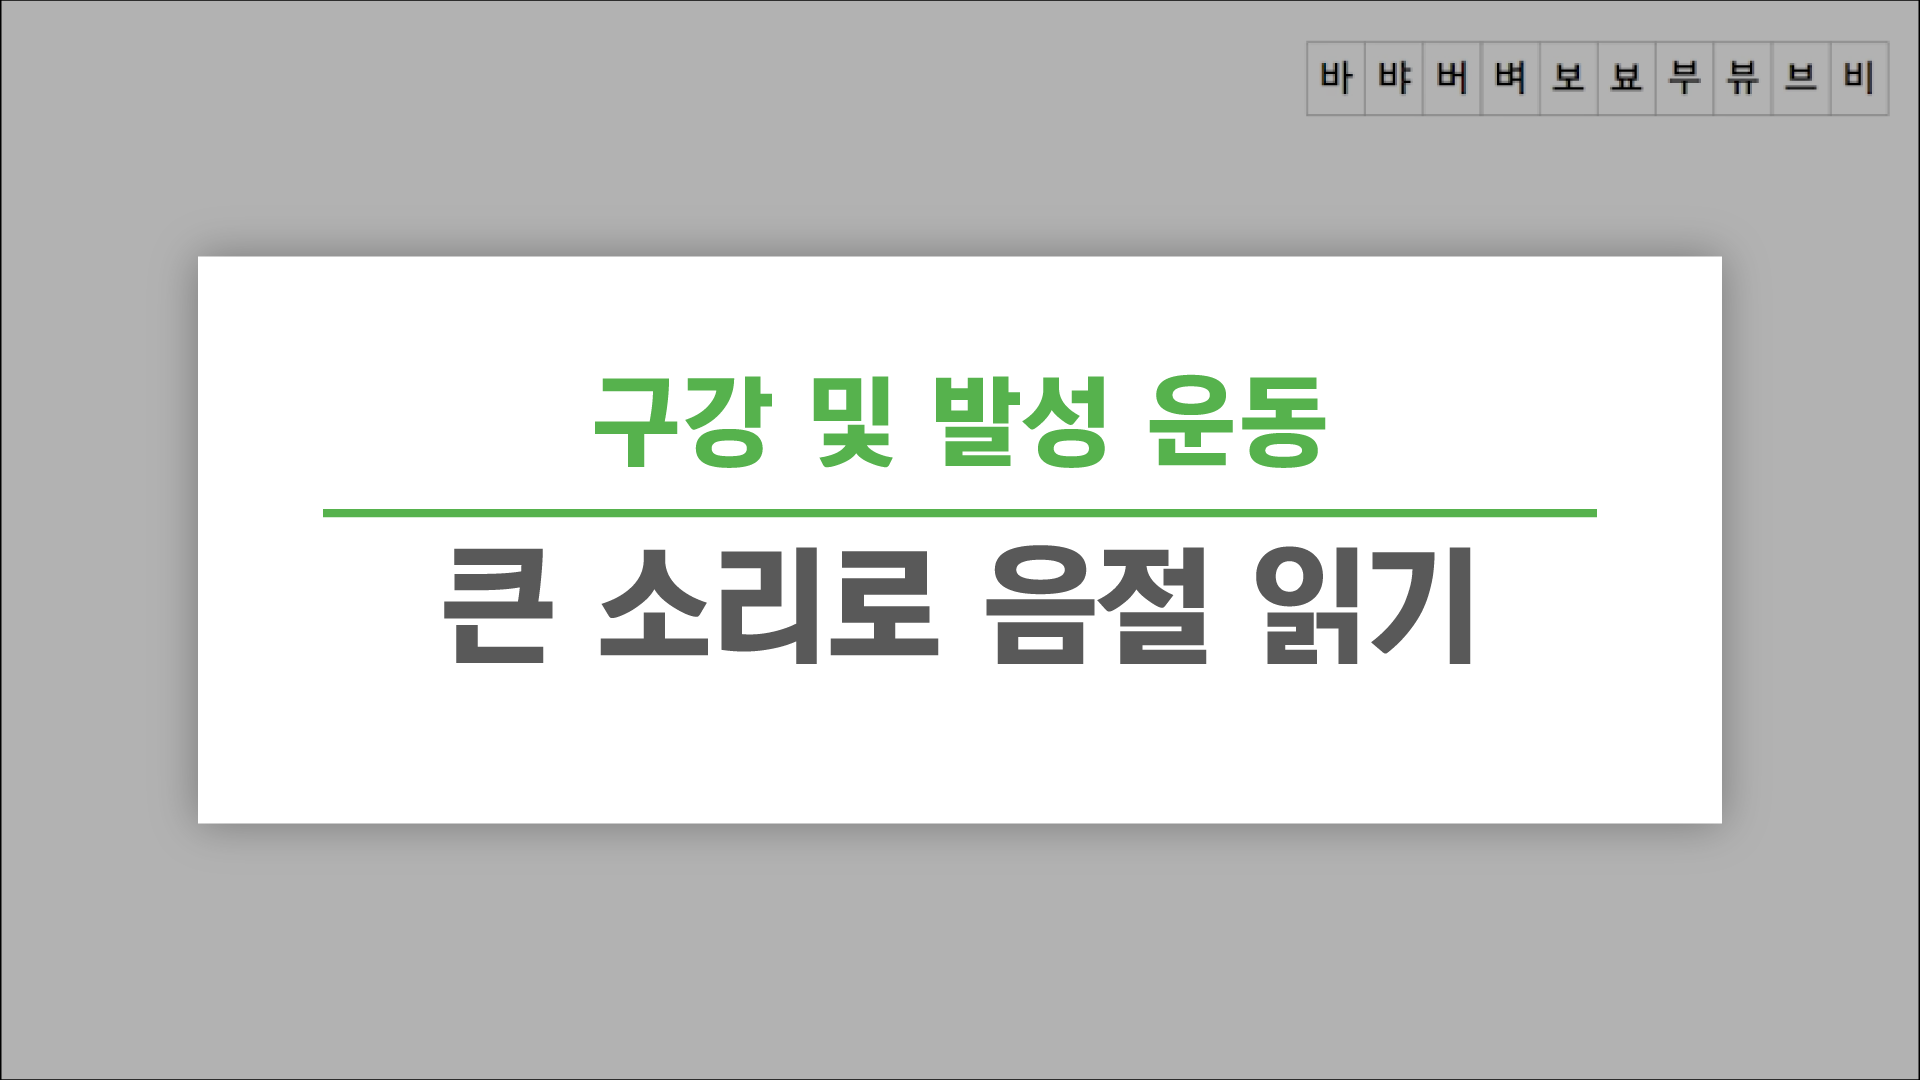 바 뱌 버 벼 보 뵤 부 뷰 브 비
구강 및 발성 운동
큰 소리로 음절 읽기